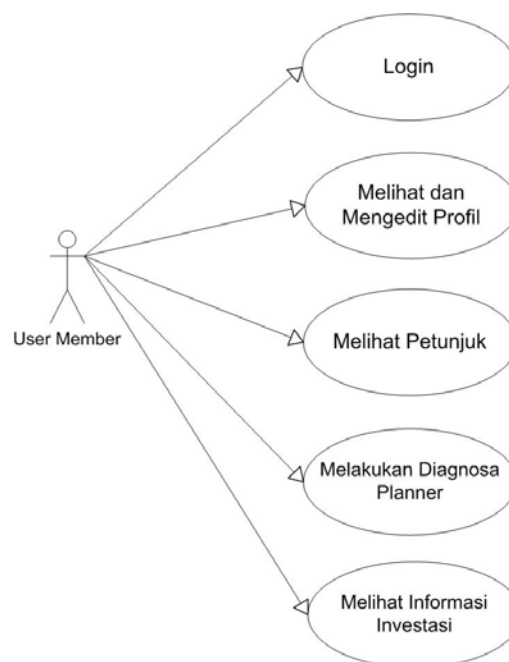 Login
Melihat dan
Mengedit Profil
User Member
Melihat Petunjuk
Melakukan Diagnosa
Planner
Melihat Informasi
Investasi